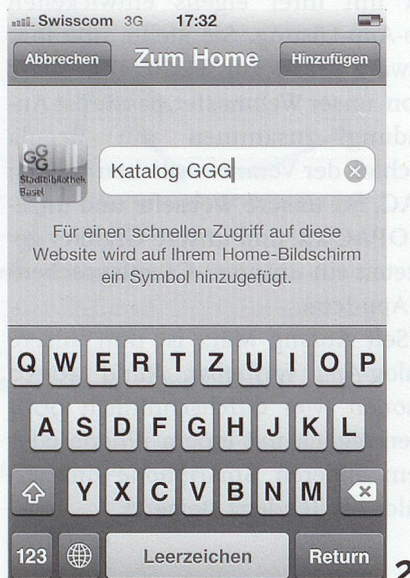 Swisscom 3G 17:32
Abbrechen Zum Home Hinzufügen
GG
G
Stadtbibliothek
Basel
Katalog GGG
Für einen schnellen Zugriff auf diese
Website wird auf Ihrem Home-Bildschirm
ein Symbol hinzugefügt.
Q W E R T Z U I O P
A S D F G H J K L
Y X C V B N M
123 Leerzeichen Return
2